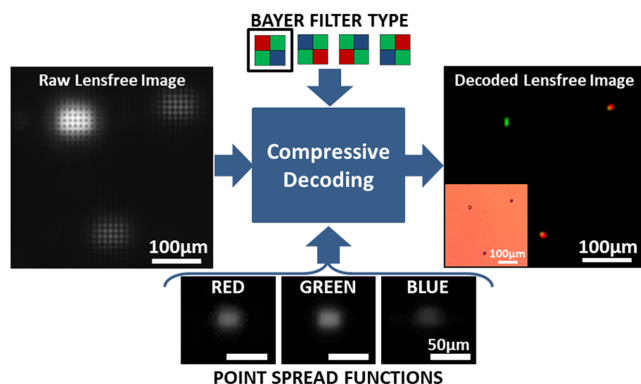 BAYER FILTER TYPE
Raw Lensfree Image
Decoded Lensfree Image
Compressive
Decoding
100μm
100μm
100μm
RED
GREEN
BLUE
50μm
POINT SPREAD FUNCTIONS